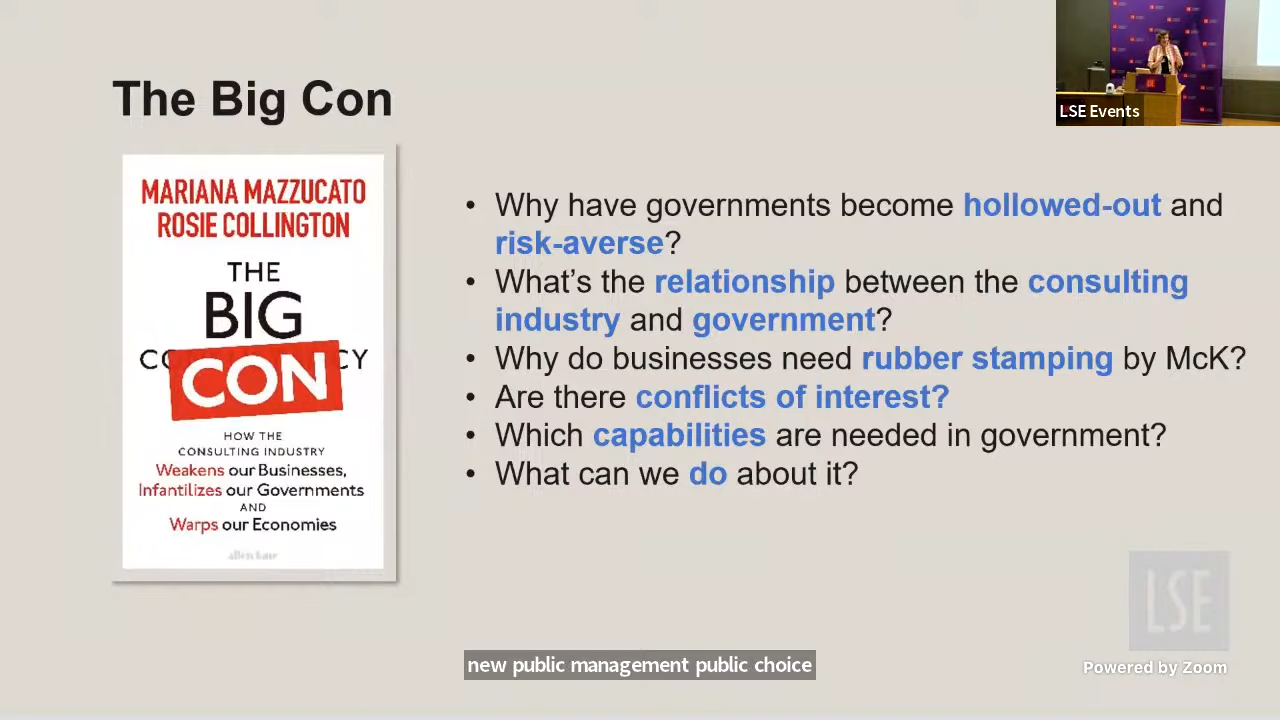 The Big Con
LSE Events
MARIANA MAZZUCATO
ROSIE COLLINGTON
THE
BIG
CON
HOW THE
CONSULTING INDUSTRY
Weakens our Businesses,
Infantilizes our Governments
AND
Warps our Economies
allen lane
• Why have governments become hollowed-out and
risk-averse?
• What's the relationship between the consulting
industry and government?
• Why do businesses need rubber stamping by McK?
• Are there conflicts of interest?
• Which capabilities are needed in government?
• What can we do about it?
LSE
Powered by Zoom
new public management public choice